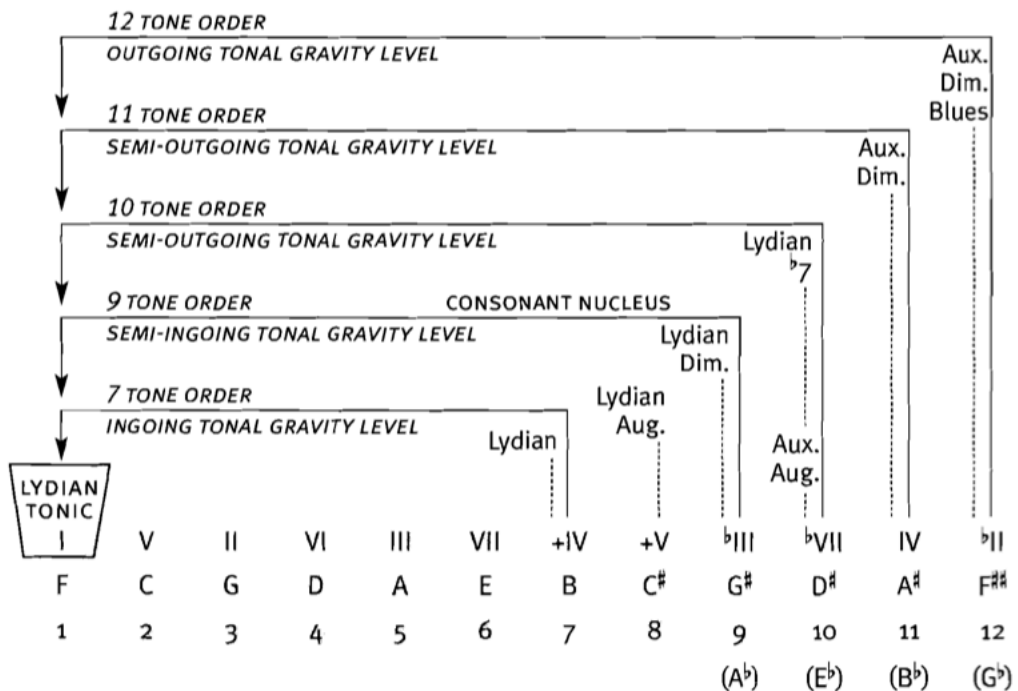 12 TONE ORDER
OUTGOING TONAL GRAVITY LEVEL
Aux.
Dim.
Blues
11 TONE ORDER
SEMI-OUTGOING TONAL GRAVITY LEVEL
Aux.
Dim.
10 TONE ORDER
SEMI-OUTGOING TONAL GRAVITY LEVEL
Lydian
♭7
9 TONE ORDER CONSONANT NUCLEUS
SEMI-INGOING TONAL GRAVITY LEVEL
Lydian
Dim.
7 TONE ORDER
INGOING TONAL GRAVITY LEVEL
Lydian
Lydian
Aug.
Aux.
Aug.
LYDIAN
TONIC
I V II VI III VII +IV +V ♭III ♭VII IV ♭II
F C G D A E B C♯ G♯ D♯ A♯ F♯♯
1 2 3 4 5 6 7 8 9 10 11 12
(A♭) (E♭) (B♭) (G♭)